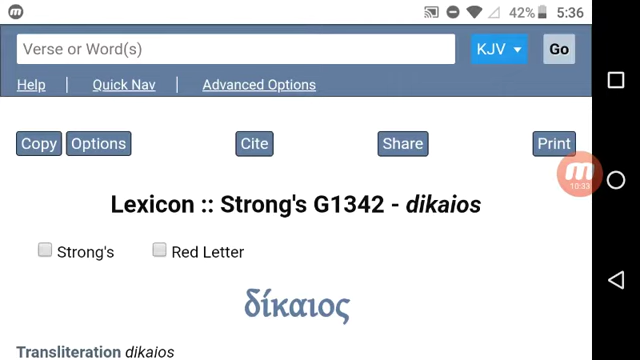 42% 5:36
Verse or Word(s) KJV Go
Help | Quick Nav | Advanced Options
Copy Options Cite Share Print
10:33
Lexicon :: Strong's G1342 - dikaios
Strong's Red Letter
δίκαιος
Transliteration dikaios